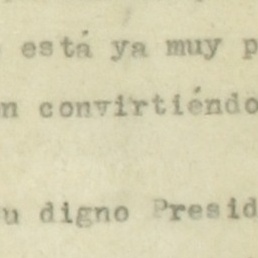 está ya muy p
n convirtiéndo
u digno Presid